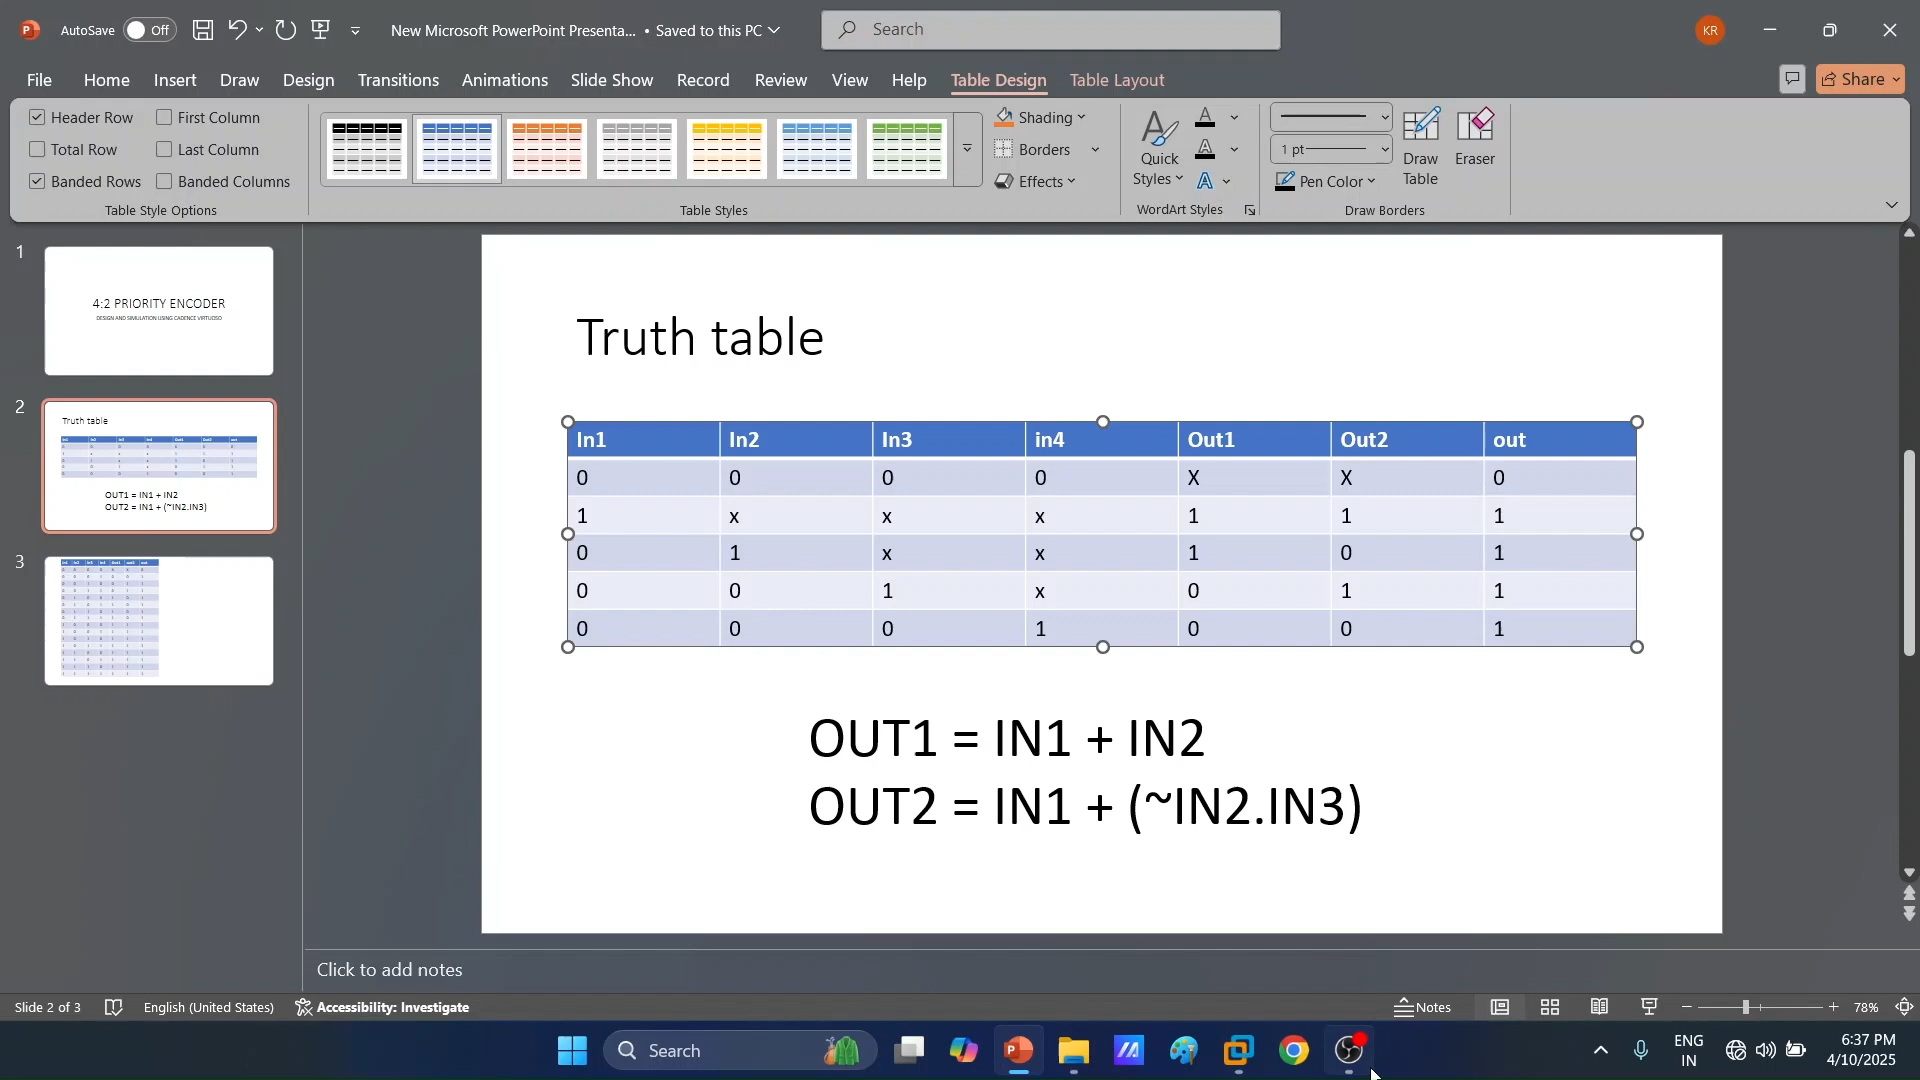 AutoSave Off New Microsoft PowerPoint Presenta... • Saved to this PC Search KR
File Home Insert Draw Design Transitions Animations Slide Show Record Review View Help Table Design Table Layout Share
Header Row First Column
Total Row Last Column
Banded Rows Banded Columns
Table Style Options
Table Styles
Shading
Borders
Effects
Quick Styles
WordArt Styles
1 pt
Pen Color
Draw Table
Eraser
Draw Borders
1
4:2 PRIORITY ENCODER
DESIGN AND SIMULATION USING CADENCE VIRTUOSO
2
Truth table
OUT1 = IN1 + IN2
OUT2 = IN1 + (~IN2.IN3)
3
Truth table
In1 In2 In3 in4 Out1 Out2 out
0 0 0 0 X X 0
1 x x x 1 1 1
0 1 x x 1 0 1
0 0 1 x 0 1 1
0 0 0 1 0 0 1
OUT1 = IN1 + IN2
OUT2 = IN1 + (~IN2.IN3)
Click to add notes
Slide 2 of 3 English (United States) Accessibility: Investigate Notes 78%
Search
ENG
IN
6:37 PM
4/10/2025